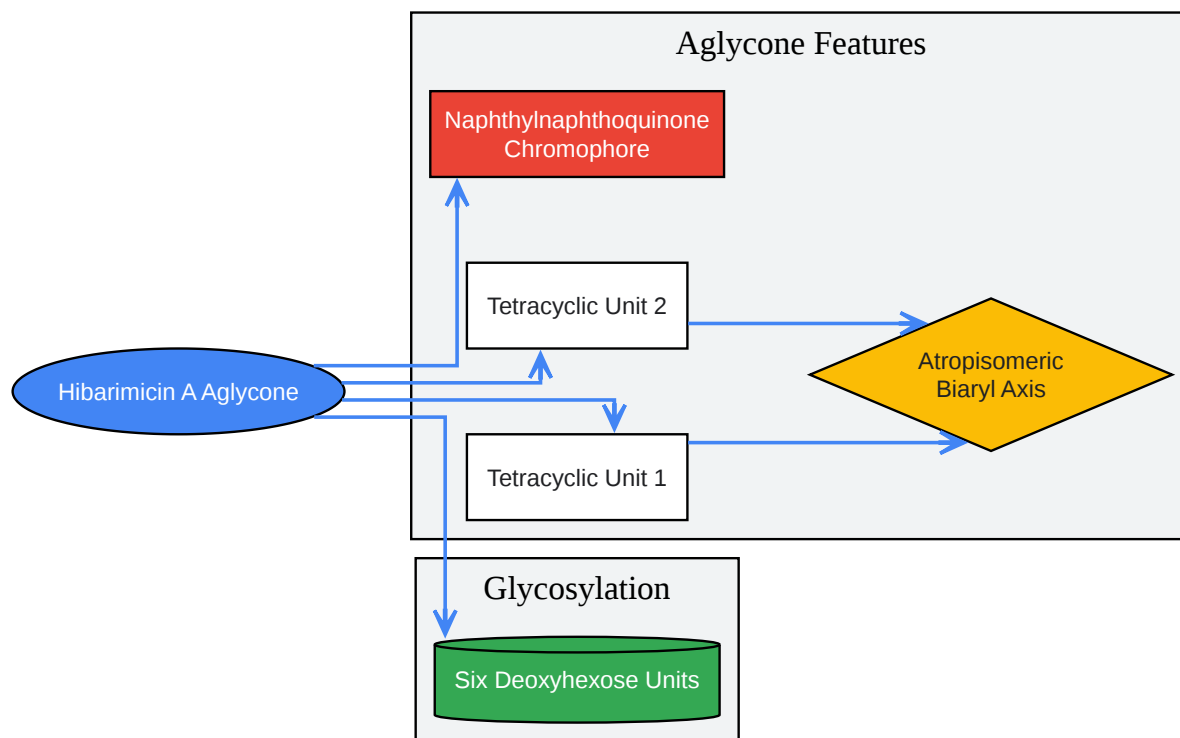 Aglycone Features
Naphthylnaphthoquinone
Chromophore
Tetracyclic Unit 2
Atropisomeric
Biaryl Axis
Hibarimicin A Aglycone
Tetracyclic Unit 1
Glycosylation
Six Deoxyhexose Units